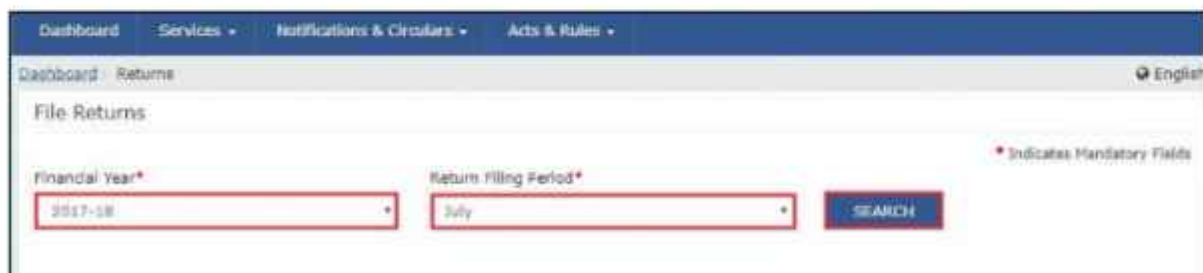 Dashboard Services Notifications & Circulars Acts & Rules
Dashboard Returns English
File Returns
* Indicates Mandatory Fields
Financial Year* Return Filing Period*
2017-18 July SEARCH